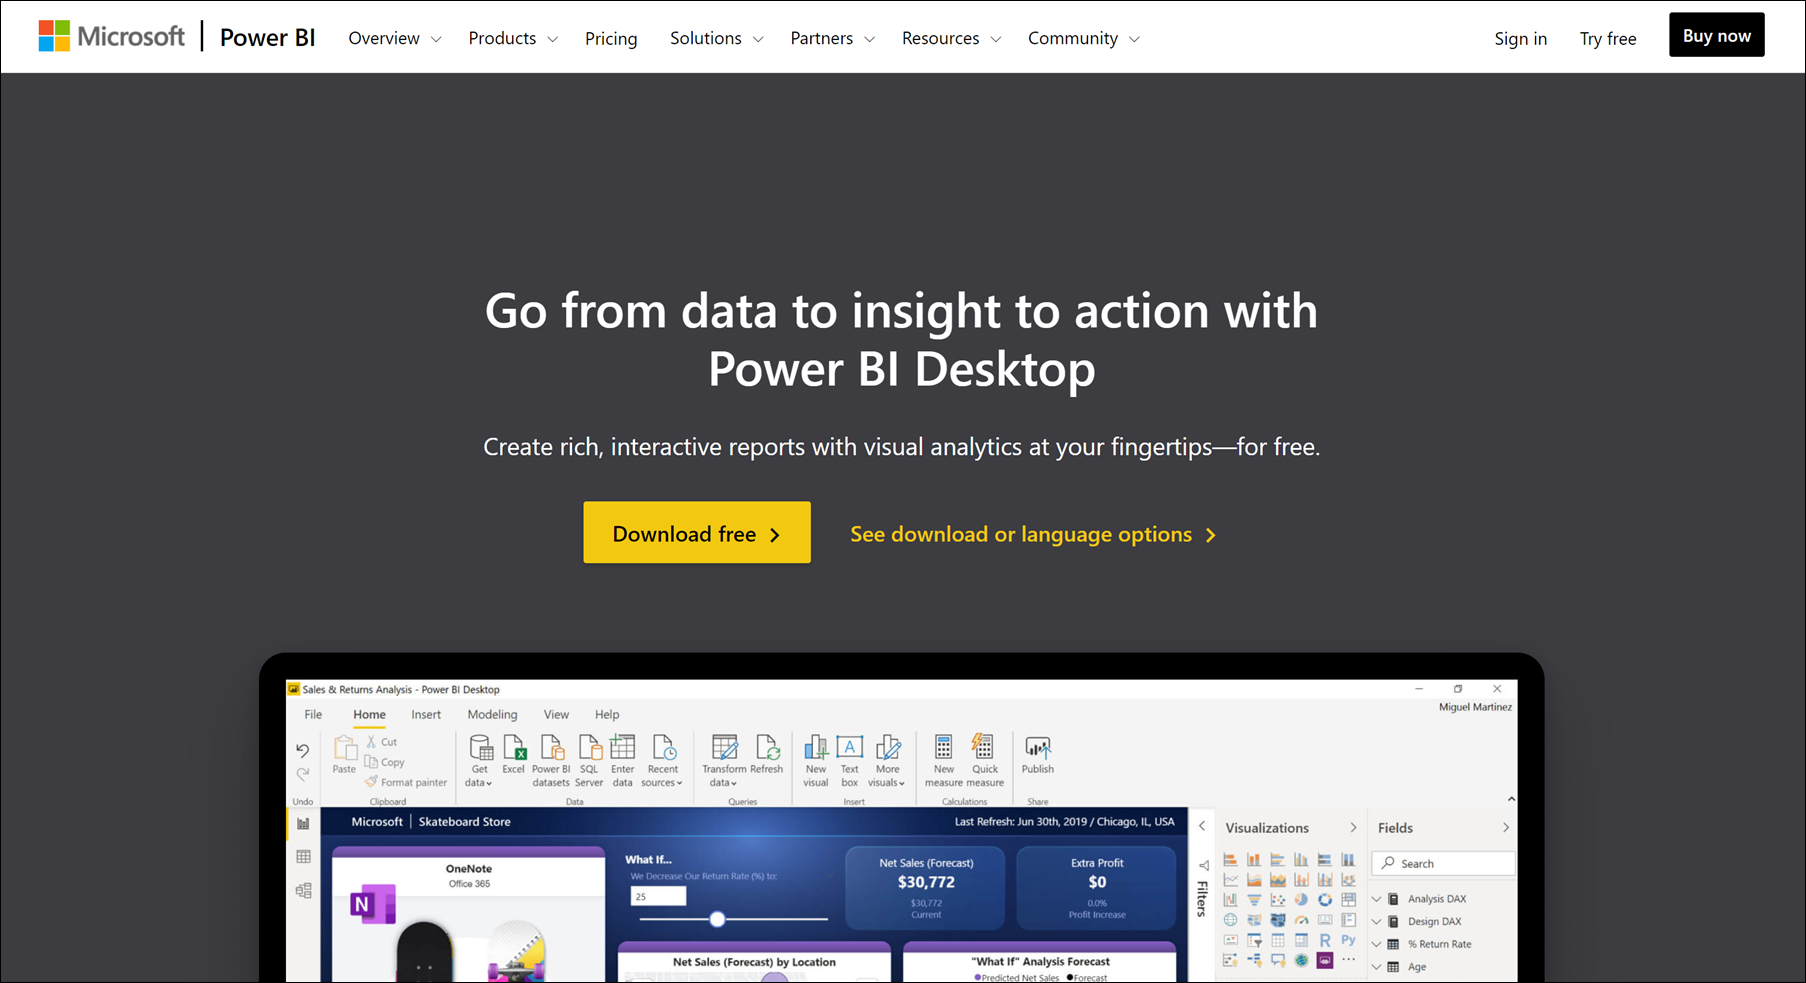 Microsoft Power BI Overview Products Pricing Solutions Partners Resources Community Sign in Try free Buy now
Go from data to insight to action with
Power BI Desktop
Create rich, interactive reports with visual analytics at your fingertips—for free.
Download free
See download or language options
Sales & Returns Analysis - Power BI Desktop
Miguel Martinez
File Home Insert Modeling View Help
Undo
Paste
Cut
Copy
Format painter
Clipboard
Get data
Excel
Power BI datasets
SQL Server
Enter data
Recent sources
Data
Transform data
Refresh
Queries
New visual
Text box
More visuals
Insert
New measure
Quick measure
Calculations
Publish
Share
Microsoft Skateboard Store
Last Refresh: Jun 30th, 2019 / Chicago, IL, USA
OneNote
Office 365
N
What If...
We Decrease Our Return Rate (%) to:
25
Net Sales (Forecast)
$30,772
$30,772
Current
Extra Profit
$0
0.0%
Profit Increase
Net Sales (Forecast) by Location
"What If" Analysis Forecast
Predicted Net Sales Forecast
Filters
Visualizations
R Py
Fields
Search
Analysis DAX
Design DAX
% Return Rate
Age